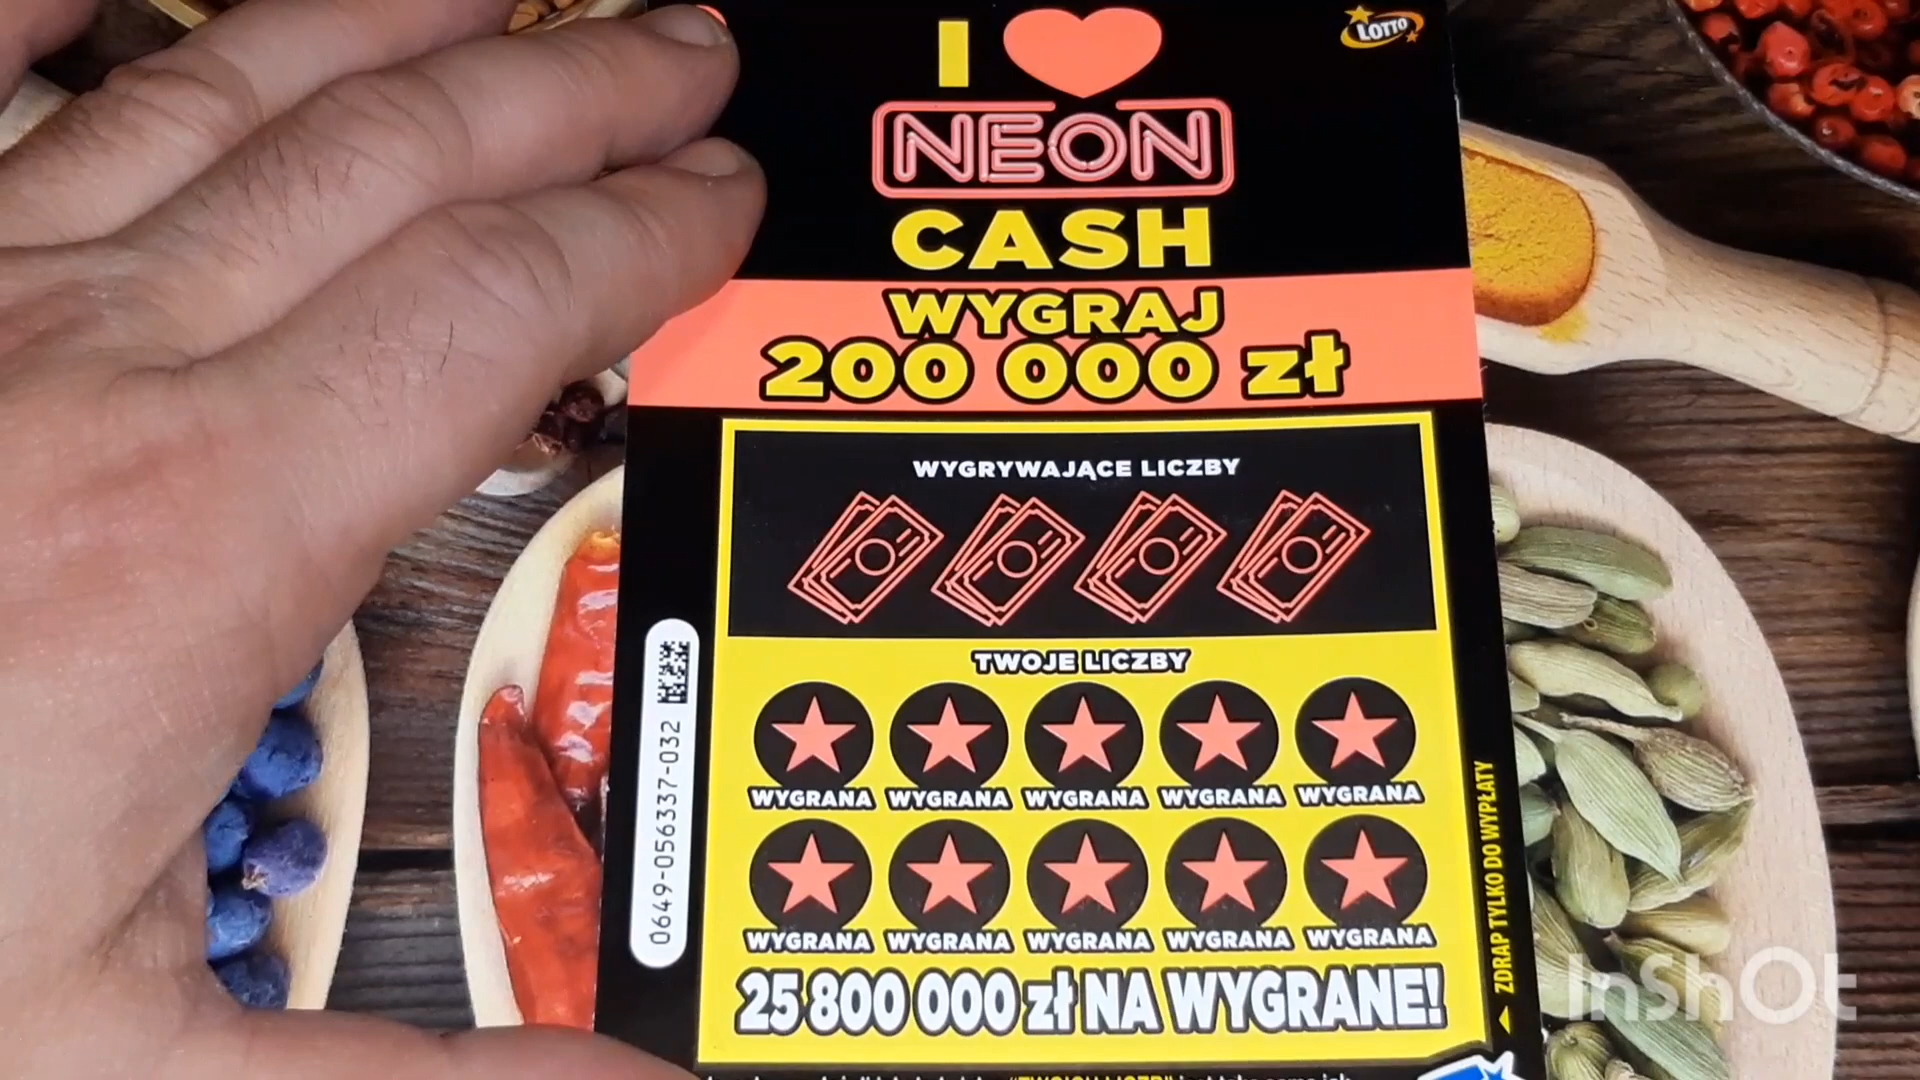 I
LOTTO
NEON
CASH
WYGRAJ
200 000 zł
WYGRYWAJĄCE LICZBY
TWOJE LICZBY
WYGRANA WYGRANA WYGRANA WYGRANA WYGRANA
WYGRANA WYGRANA WYGRANA WYGRANA WYGRANA
25 800 000 zł NA WYGRANE!
0649-056337-032
ZDRAP TYLKO DO WYPŁATY
InShOt